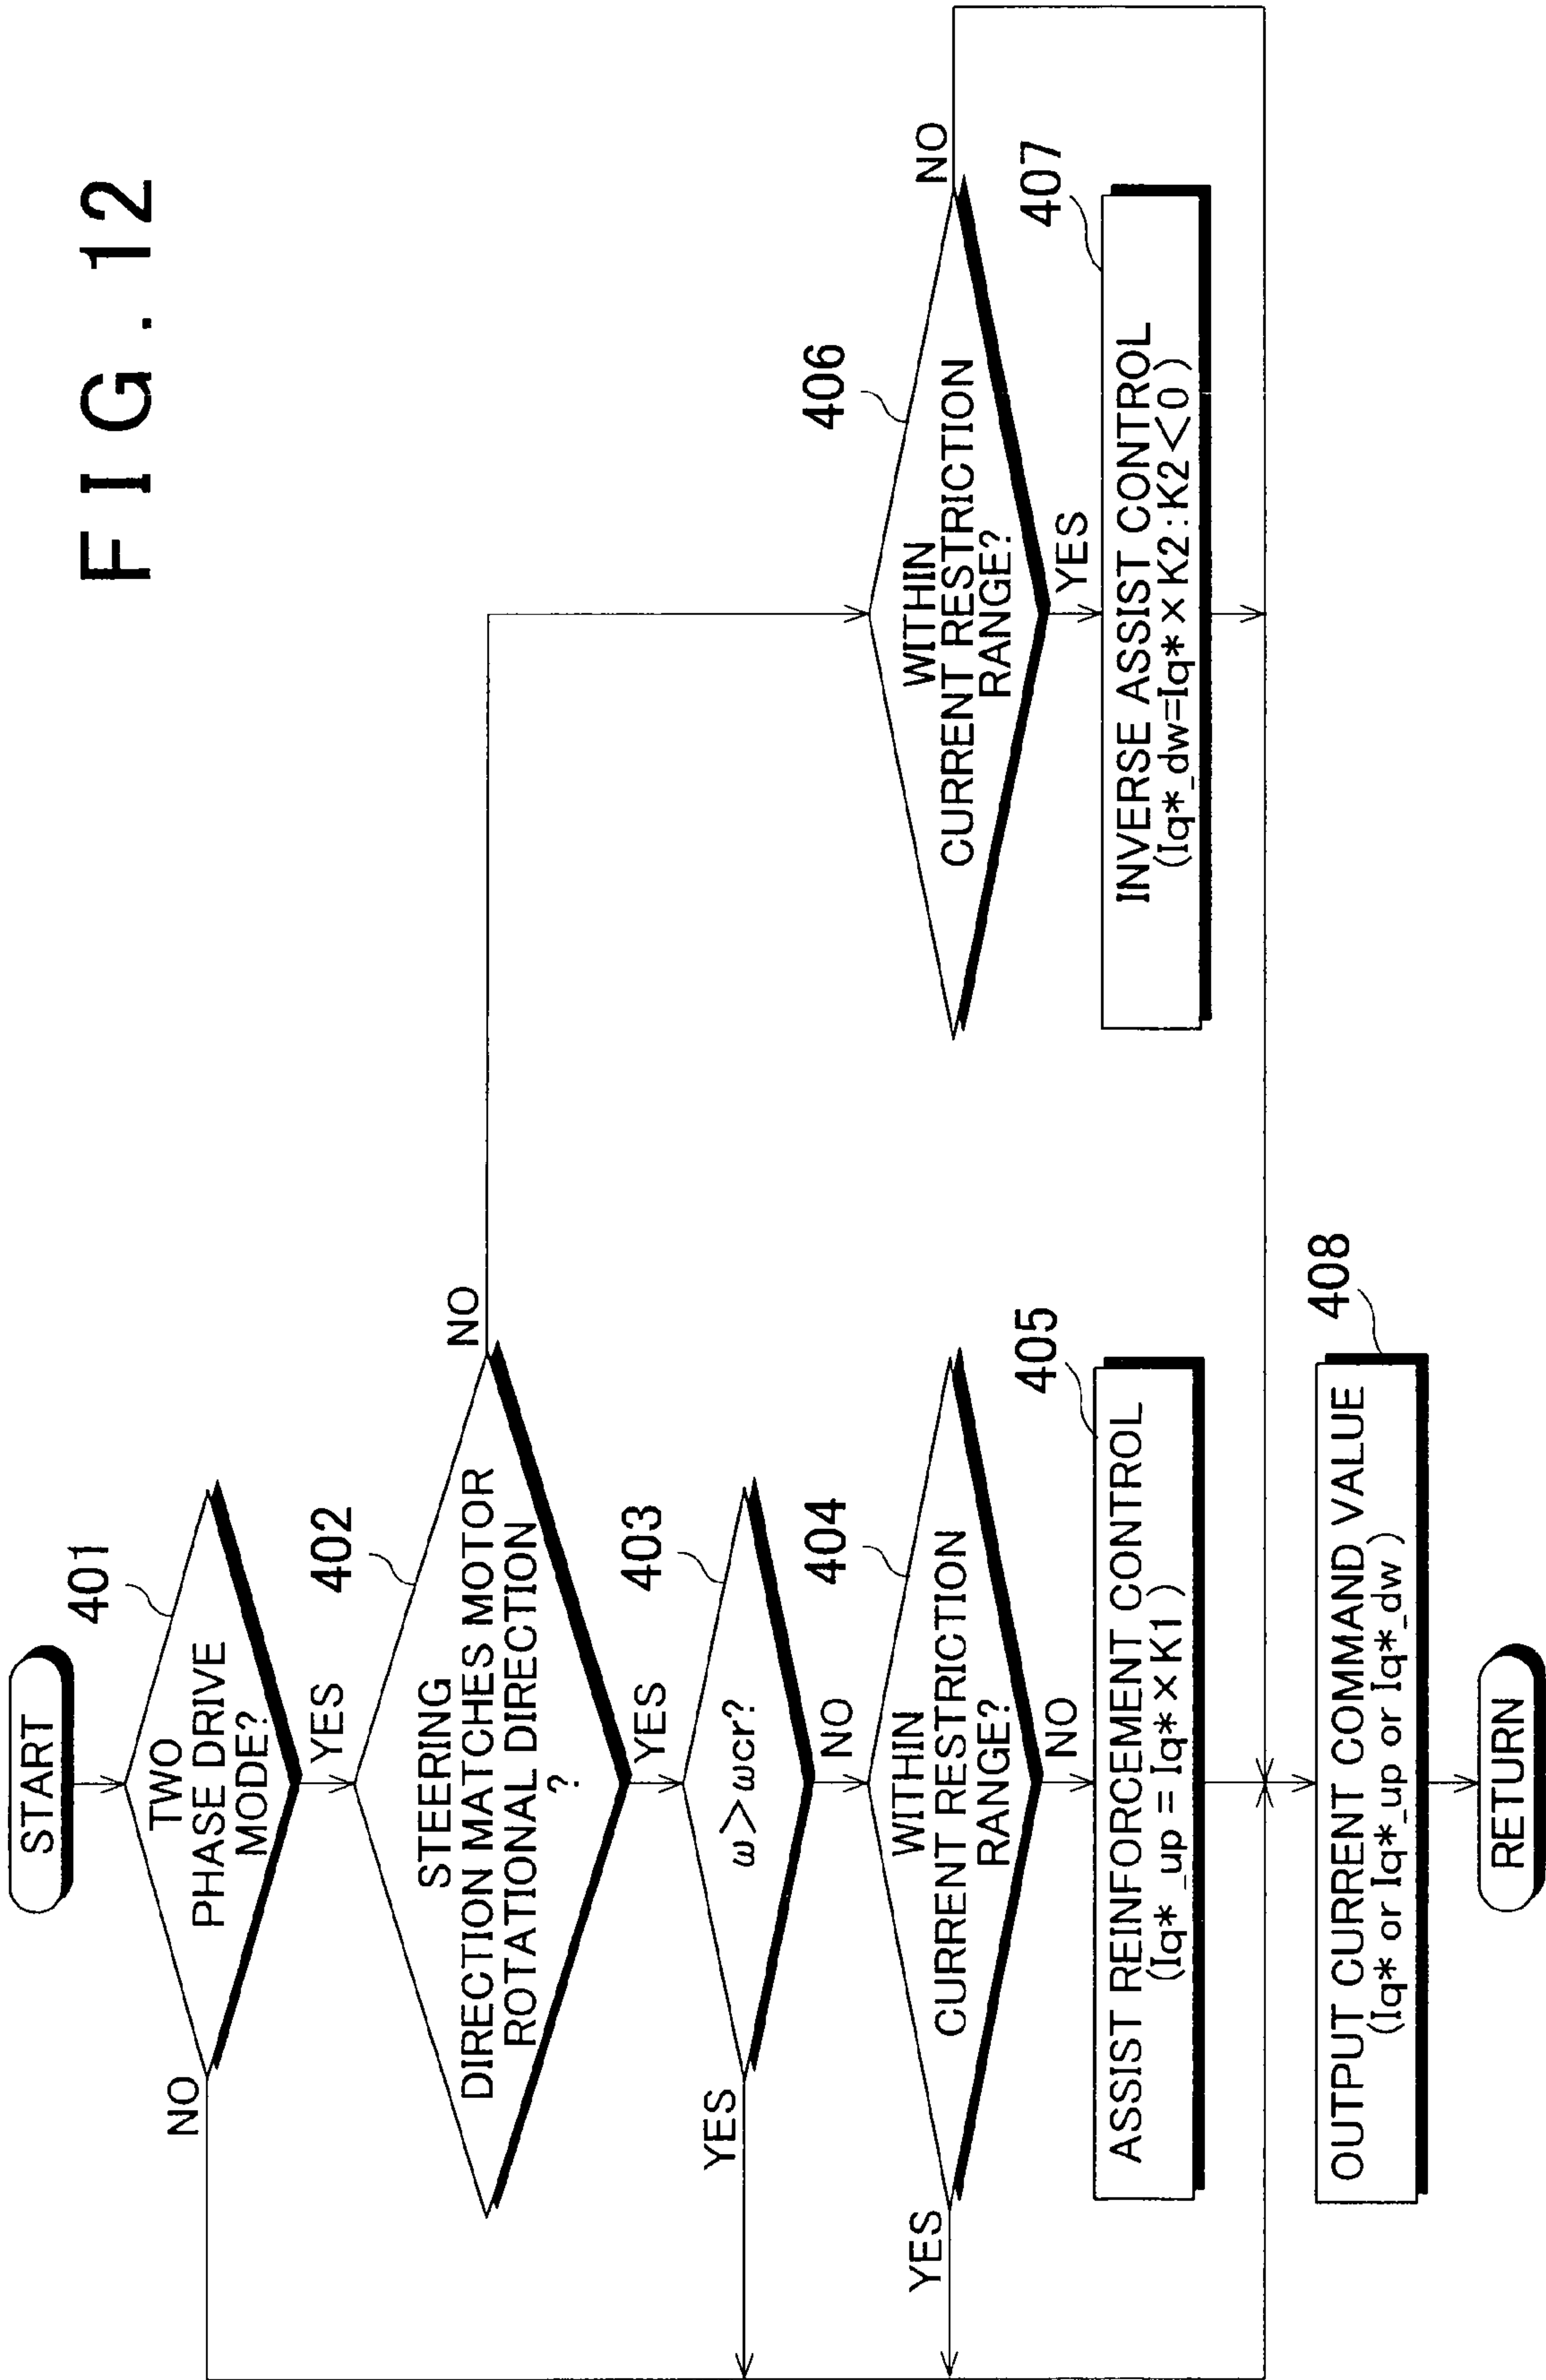 FIG. 12
START
401
TWO
PHASE DRIVE
MODE?
NO
YES
402
STEERING
DIRECTION MATCHES MOTOR
ROTATIONAL DIRECTION
?
NO
YES
403
ω>ωcr?
YES
NO
404
WITHIN
CURRENT RESTRICTION
RANGE?
YES
NO
405
ASSIST REINFORCEMENT CONTROL
(Iq*_up = Iq* × K1)
406
WITHIN
CURRENT RESTRICTION
RANGE?
NO
YES
407
INVERSE ASSIST CONTROL
(Iq*_dw=Iq* × K2 : K2<0)
408
OUTPUT CURRENT COMMAND VALUE
(Iq* or Iq*_up or Iq*_dw)
RETURN